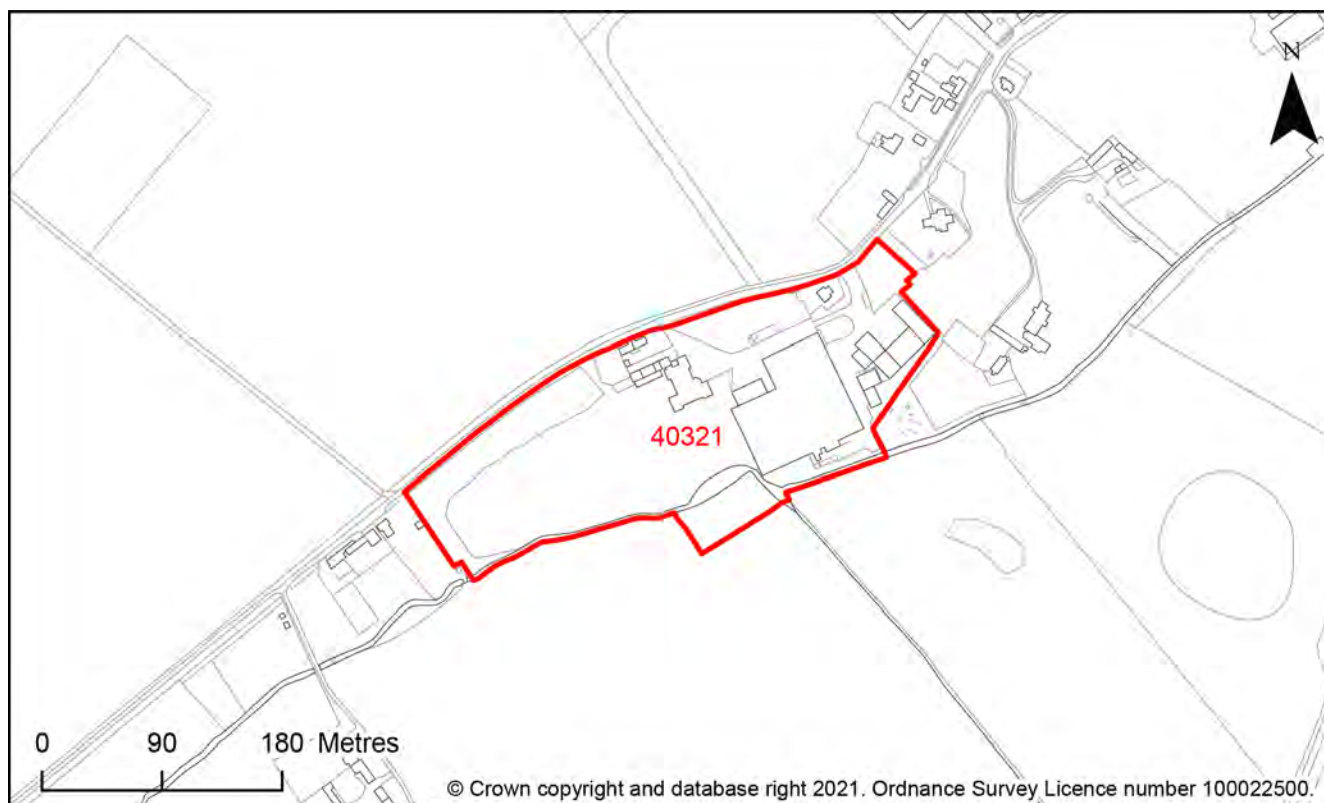 N
40321
0 90 180 Metres
© Crown copyright and database right 2021. Ordnance Survey Licence number 100022500.